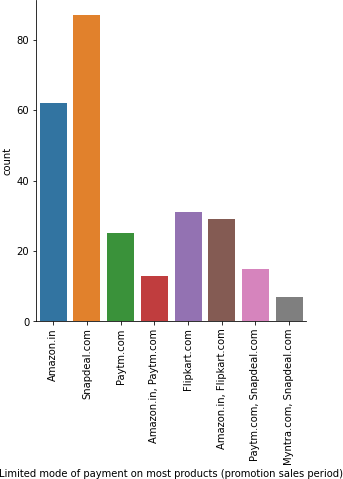 80
60
40
20
0
count
Amazon.in
Snapdeal.com
Paytm.com
Amazon.in, Paytm.com
Flipkart.com
Amazon.in, Flipkart.com
Paytm.com, Snapdeal.com
Myntra.com, Snapdeal.com
Limited mode of payment on most products (promotion sales period)